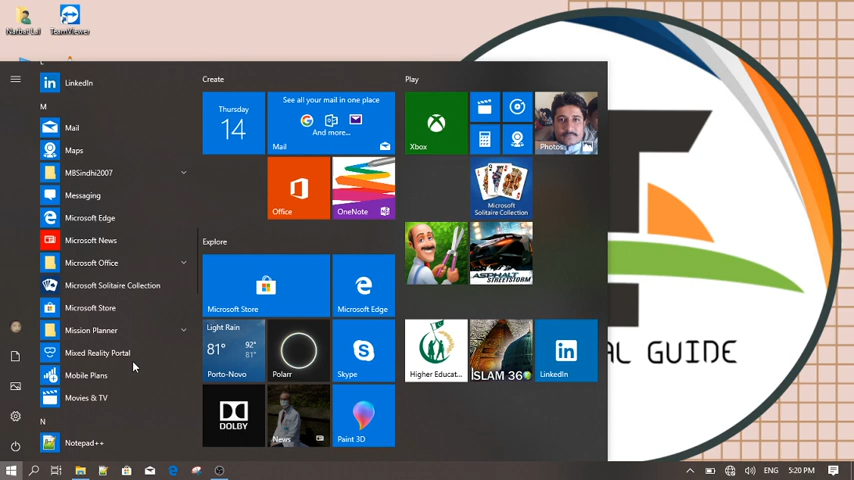 Narbat Lal
TeamViewer
L
LinkedIn
M
Mail
Maps
MBSindhi2007
Messaging
Microsoft Edge
Microsoft News
Microsoft Office
Microsoft Solitaire Collection
Microsoft Store
Mission Planner
Mixed Reality Portal
Mobile Plans
Movies & TV
N
Notepad++
Create
Thursday
14
See all your mail in one place
And more...
Mail
Office
OneNote
Explore
Microsoft Store
Microsoft Edge
Light Rain
81°
92°
81°
Porto-Novo
Polarr
Skype
DOLBY
News
Paint 3D
Play
Xbox
Photos
Microsoft
Solitaire Collection
ASPHALT
STREETSTORM
Higher Educat...
ISLAM 360
LinkedIn
AL GUIDE
ENG
5:20 PM